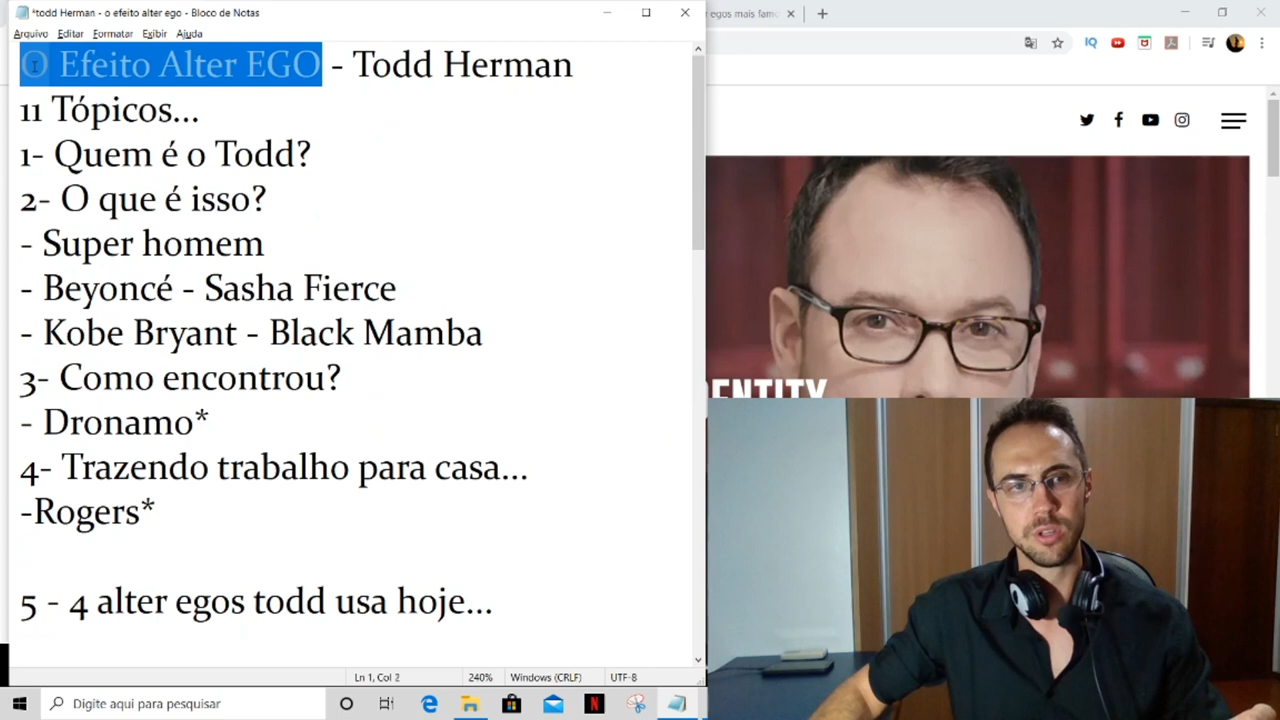 *todd Herman - o efeito alter ego - Bloco de Notas
egos mais fam
Arquivo Editar Formatar Exibir Ajuda
O Efeito Alter EGO - Todd Herman
11 Tópicos...
1- Quem é o Todd?
2- O que é isso?
- Super homem
- Beyoncé - Sasha Fierce
- Kobe Bryant - Black Mamba
3- Como encontrou?
- Dronamo*
4- Trazendo trabalho para casa...
-Rogers*
5 - 4 alter egos todd usa hoje...
IQ
DENTITY
Ln 1, Col 2 240% Windows (CRLF) UTF-8
Digite aqui para pesquisar